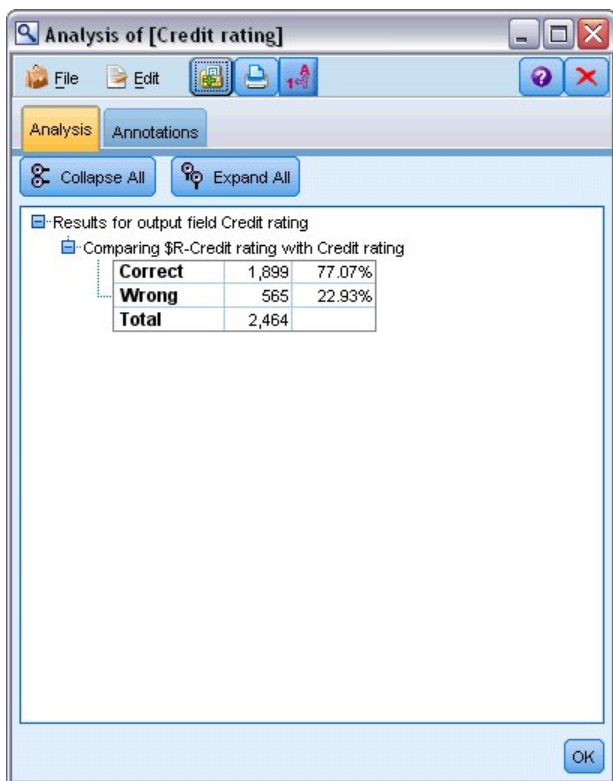 Analysis of [Credit rating]
File Edit
Analysis Annotations
Collapse All Expand All
Results for output field Credit rating
Comparing $R-Credit rating with Credit rating
Correct 1,899 77.07%
Wrong 565 22.93%
Total 2,464
OK